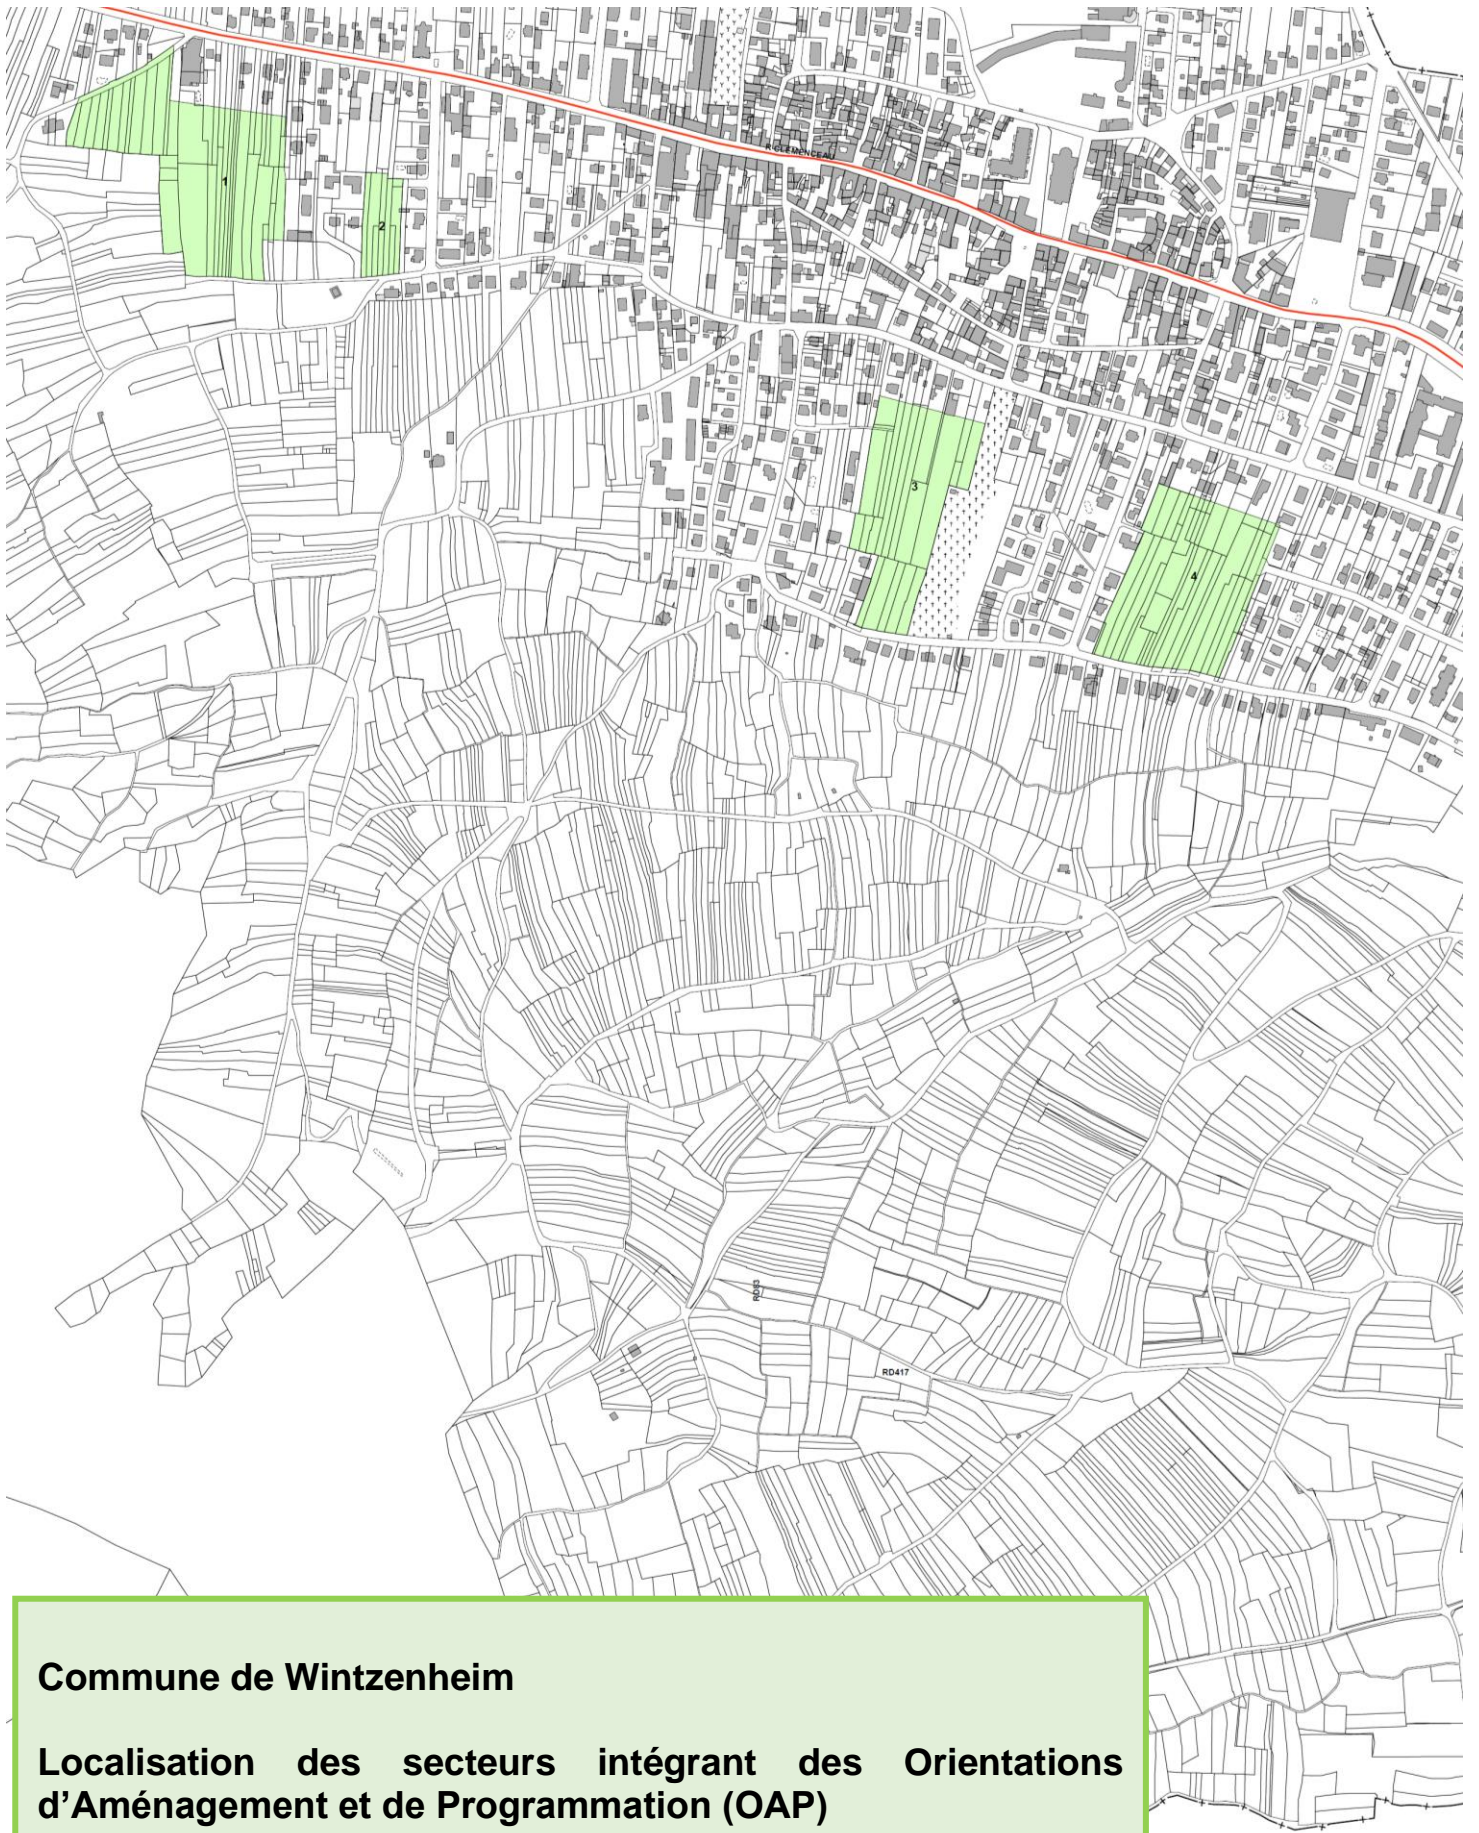 R CLEMENCEAU
1
2
3
4
RD83
RD417
Commune de Wintzenheim
Localisation des secteurs intégrant des Orientations
d’Aménagement et de Programmation (OAP)